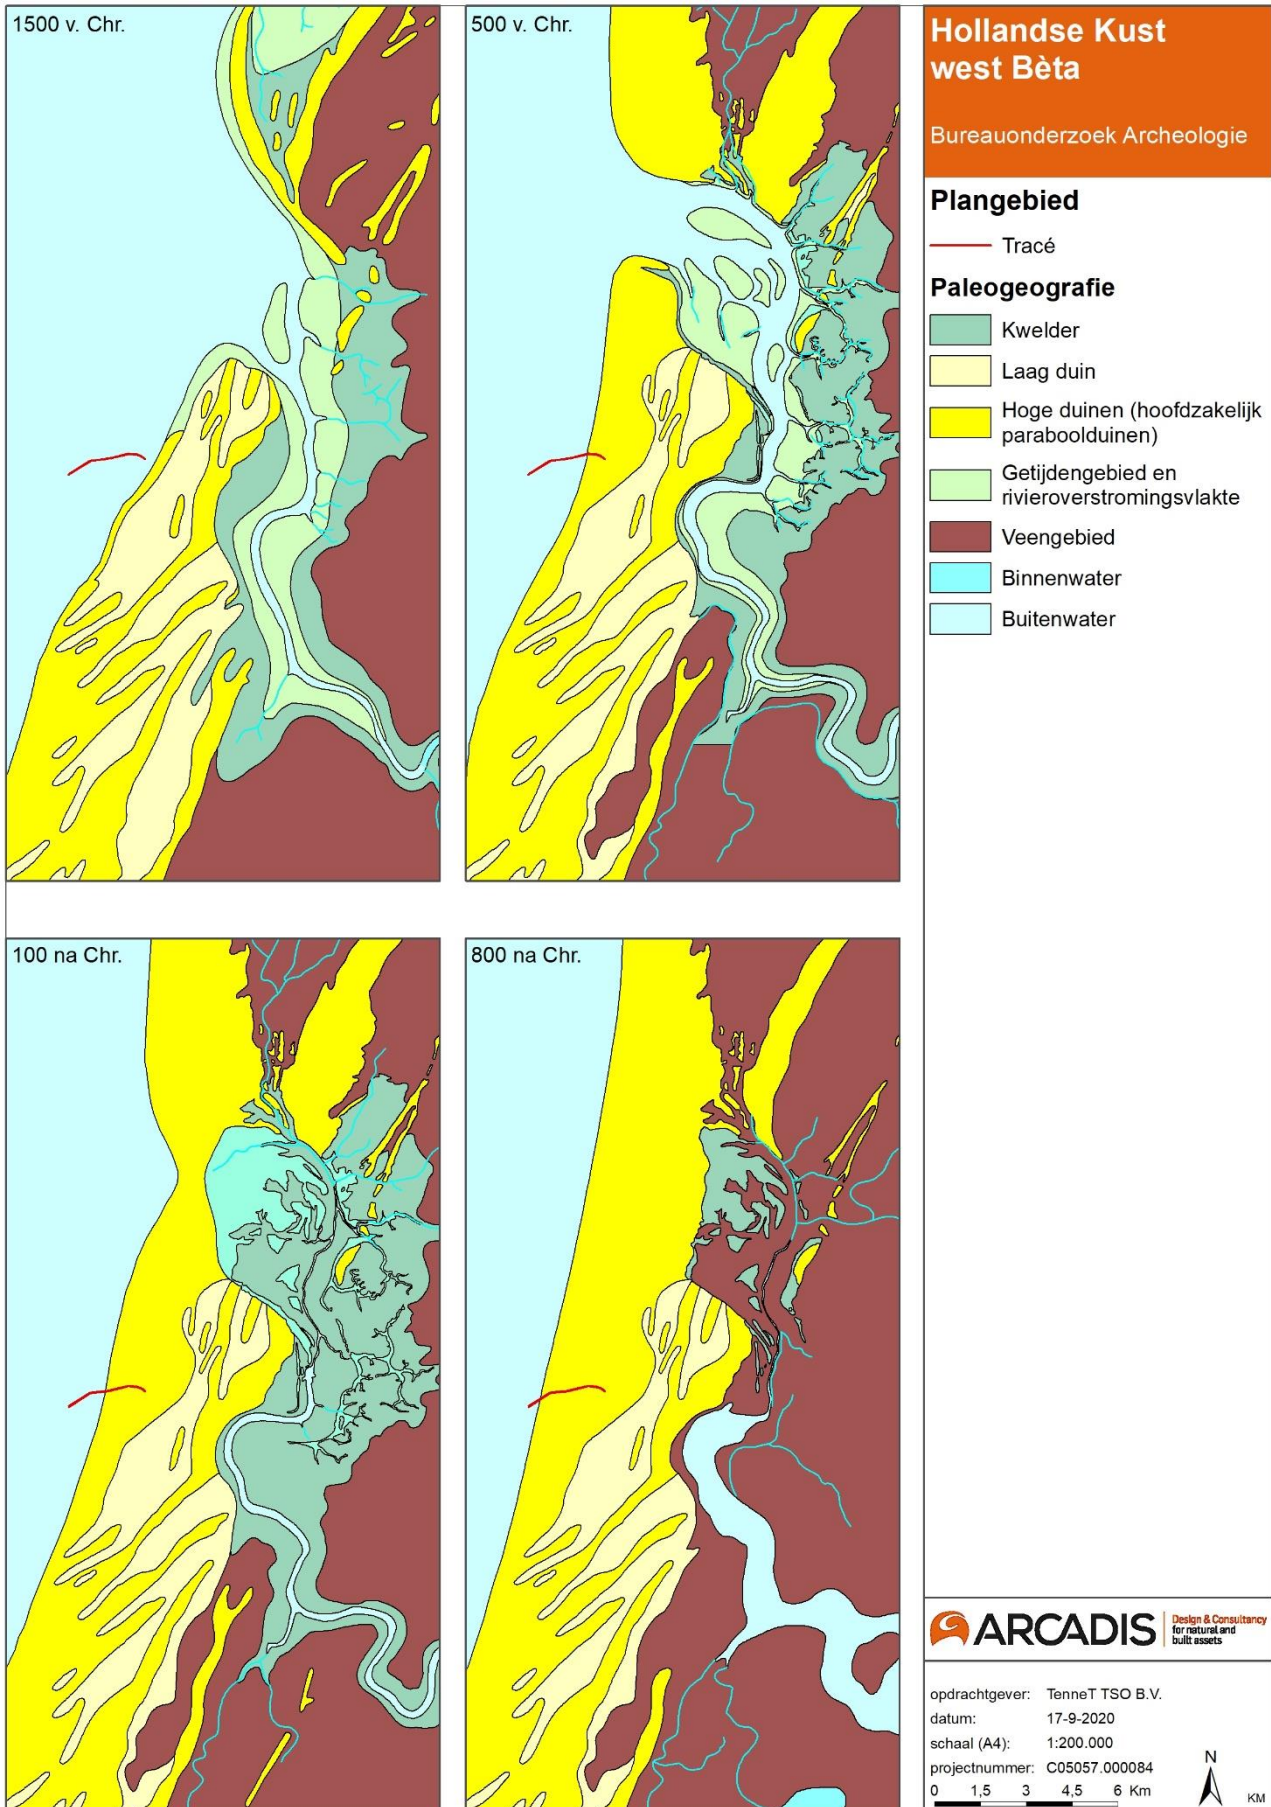 1500 v. Chr.
500 v. Chr.
100 na Chr.
800 na Chr.
Hollandse Kust
west Bèta
Bureauonderzoek Archeologie
Plangebied
Tracé
Paleogeografie
Kwelder
Laag duin
Hoge duinen (hoofdzakelijk
paraboolduinen)
Getijdengebied en
rivieroverstromingsvlakte
Veengebied
Binnenwater
Buitenwater
ARCADIS
Design & Consultancy
for natural and
built assets
opdrachtgever: TenneT TSO B.V.
datum: 17-9-2020
schaal (A4): 1:200.000
projectnummer: C05057.000084
0 1,5 3 4,5 6 Km
N
KM